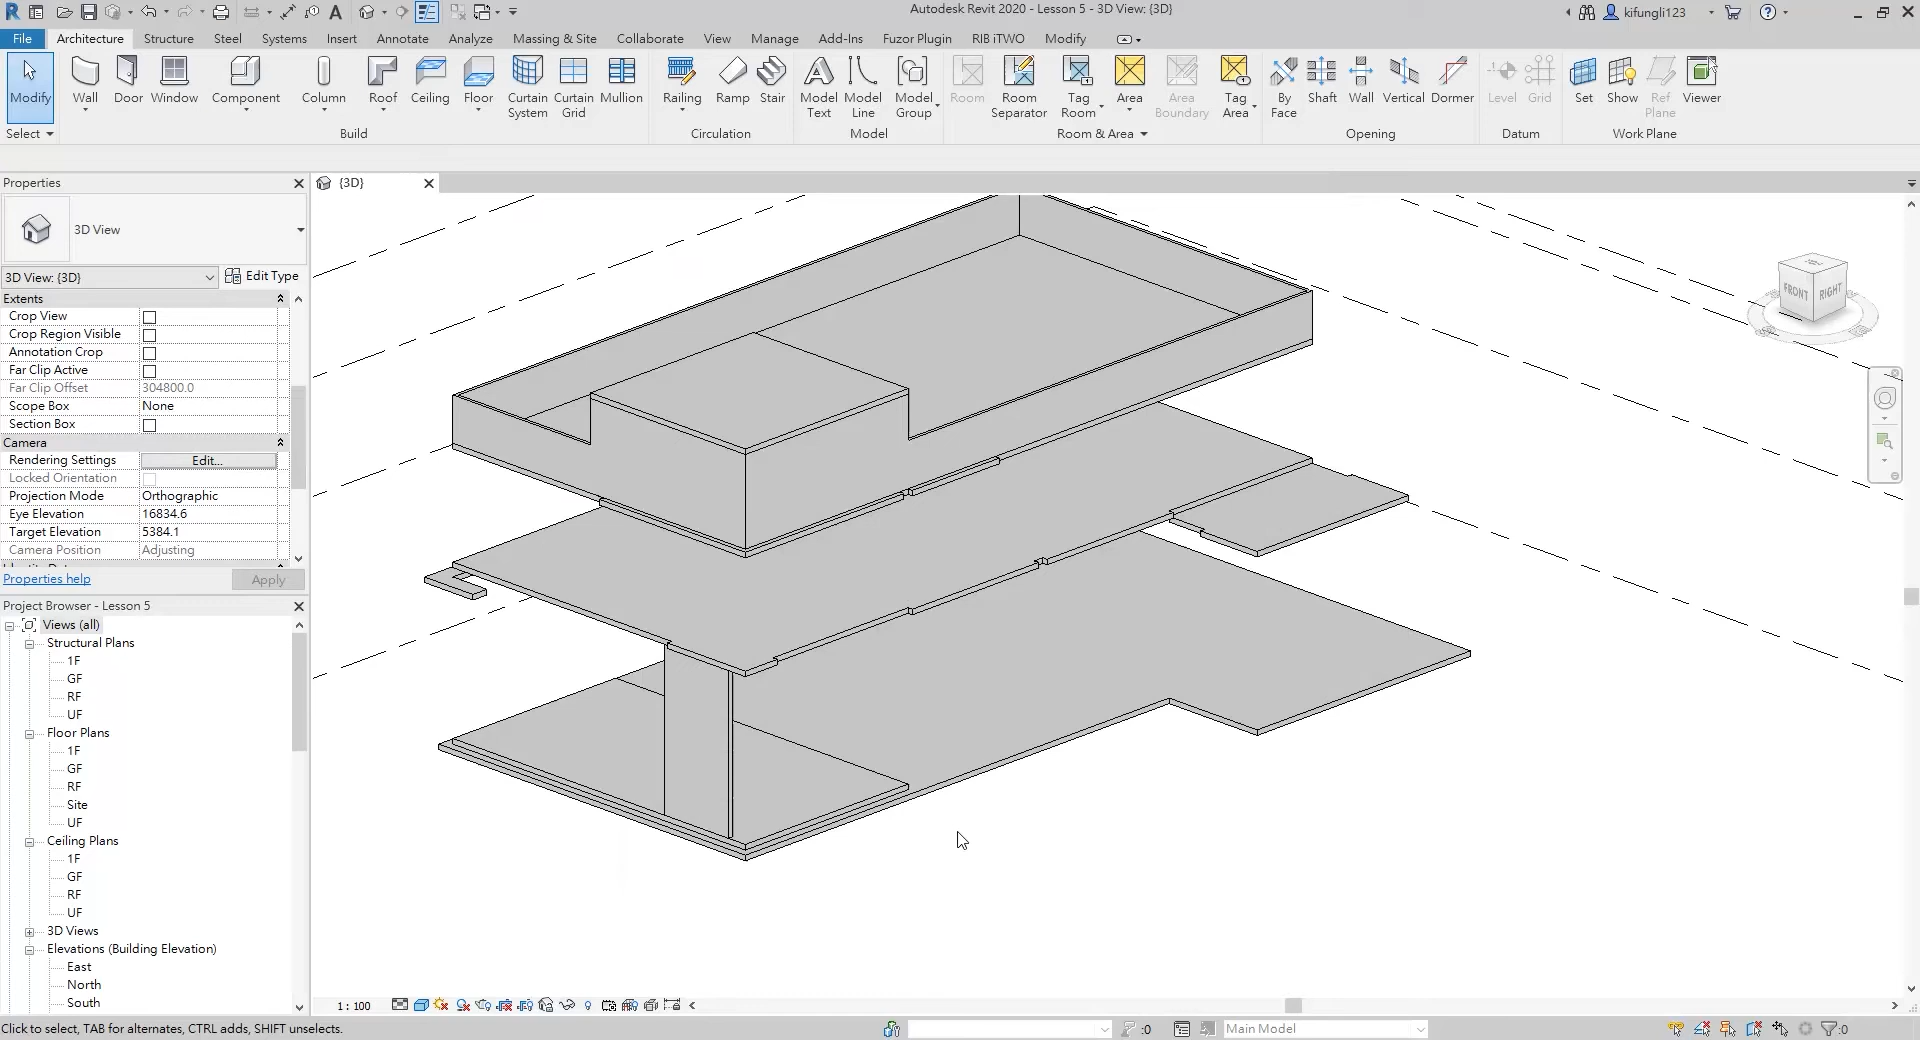 Autodesk Revit 2020 - Lesson 5 - 3D View: {3D}
kifungli123
File
Architecture
Structure
Steel
Systems
Insert
Annotate
Analyze
Massing & Site
Collaborate
View
Manage
Add-Ins
Fuzor Plugin
RIB iTWO
Modify
Modify
Wall
Door
Window
Component
Column
Roof
Ceiling
Floor
Curtain
System
Curtain
Grid
Mullion
Railing
Ramp
Stair
Model
Text
Model
Line
Model
Group
Room
Room
Separator
Tag
Room
Area
Area
Boundary
Tag
Area
By
Face
Shaft
Wall
Vertical
Dormer
Level
Grid
Set
Show
Ref
Plane
Viewer
Select
Build
Circulation
Model
Room & Area
Opening
Datum
Work Plane
Properties
{3D}
3D View
3D View: {3D}
Edit Type
Extents
Crop View
Crop Region Visible
Annotation Crop
Far Clip Active
Far Clip Offset 304800.0
Scope Box None
Section Box
Camera
Rendering Settings Edit...
Locked Orientation
Projection Mode Orthographic
Eye Elevation 16834.6
Target Elevation 5384.1
Camera Position Adjusting
Properties help
Apply
Project Browser - Lesson 5
Views (all)
Structural Plans
1F
GF
RF
UF
Floor Plans
1F
GF
RF
Site
UF
Ceiling Plans
1F
GF
RF
UF
3D Views
Elevations (Building Elevation)
East
North
South
FRONT
RIGHT
1 : 100
Click to select, TAB for alternates, CTRL adds, SHIFT unselects.
:0
Main Model
:0